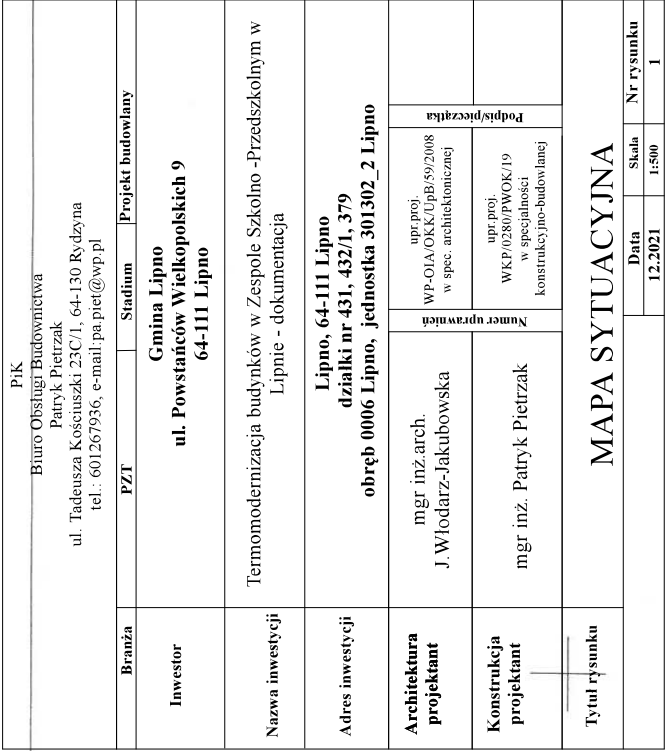 PiK
Biuro Obsługi Budownictwa
Patryk Pietrzak
ul. Tadeusza Kościuszki 23C/1, 64-130 Rydzyna
tel.: 601267936, e-mail:pa.piet@wp.pl
Branża PZT Stadium Projekt budowlany
Inwestor
Gmina Lipno
ul. Powstańców Wielkopolskich 9
64-111 Lipno
Nazwa inwestycji
Termomodernizacja budynków w Zespole Szkolno -Przedszkolnym w
Lipnie - dokumentacja
Adres inwestycji
Lipno, 64-111 Lipno
działki nr 431, 432/1, 379
obręb 0006 Lipno, jednostka 301302_2 Lipno
Architektura
projektant
mgr inż.arch.
J.Włodarz-Jakubowska
Numer uprawnień
upr.proj.
WP-OIA/OKK/UpB/59/2008
w spec. architektonicznej
Podpis/pieczątka
Konstrukcja
projektant
mgr inż. Patryk Pietrzak
upr.proj.
WKP/0280/PWOK/19
w specjalności
konstrukcyjno-budowlanej
Tytuł rysunku
MAPA SYTUACYJNA
Data Skala Nr rysunku
12.2021 1:500 1